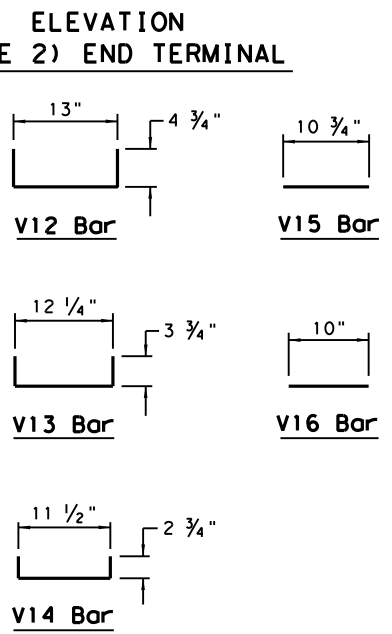 ELEVATION
E 2) END TERMINAL
13"
4 3/4"
10 3/4"
V12 Bar
V15 Bar
12 1/4"
3 3/4"
10"
V13 Bar
V16 Bar
11 1/2"
2 3/4"
V14 Bar